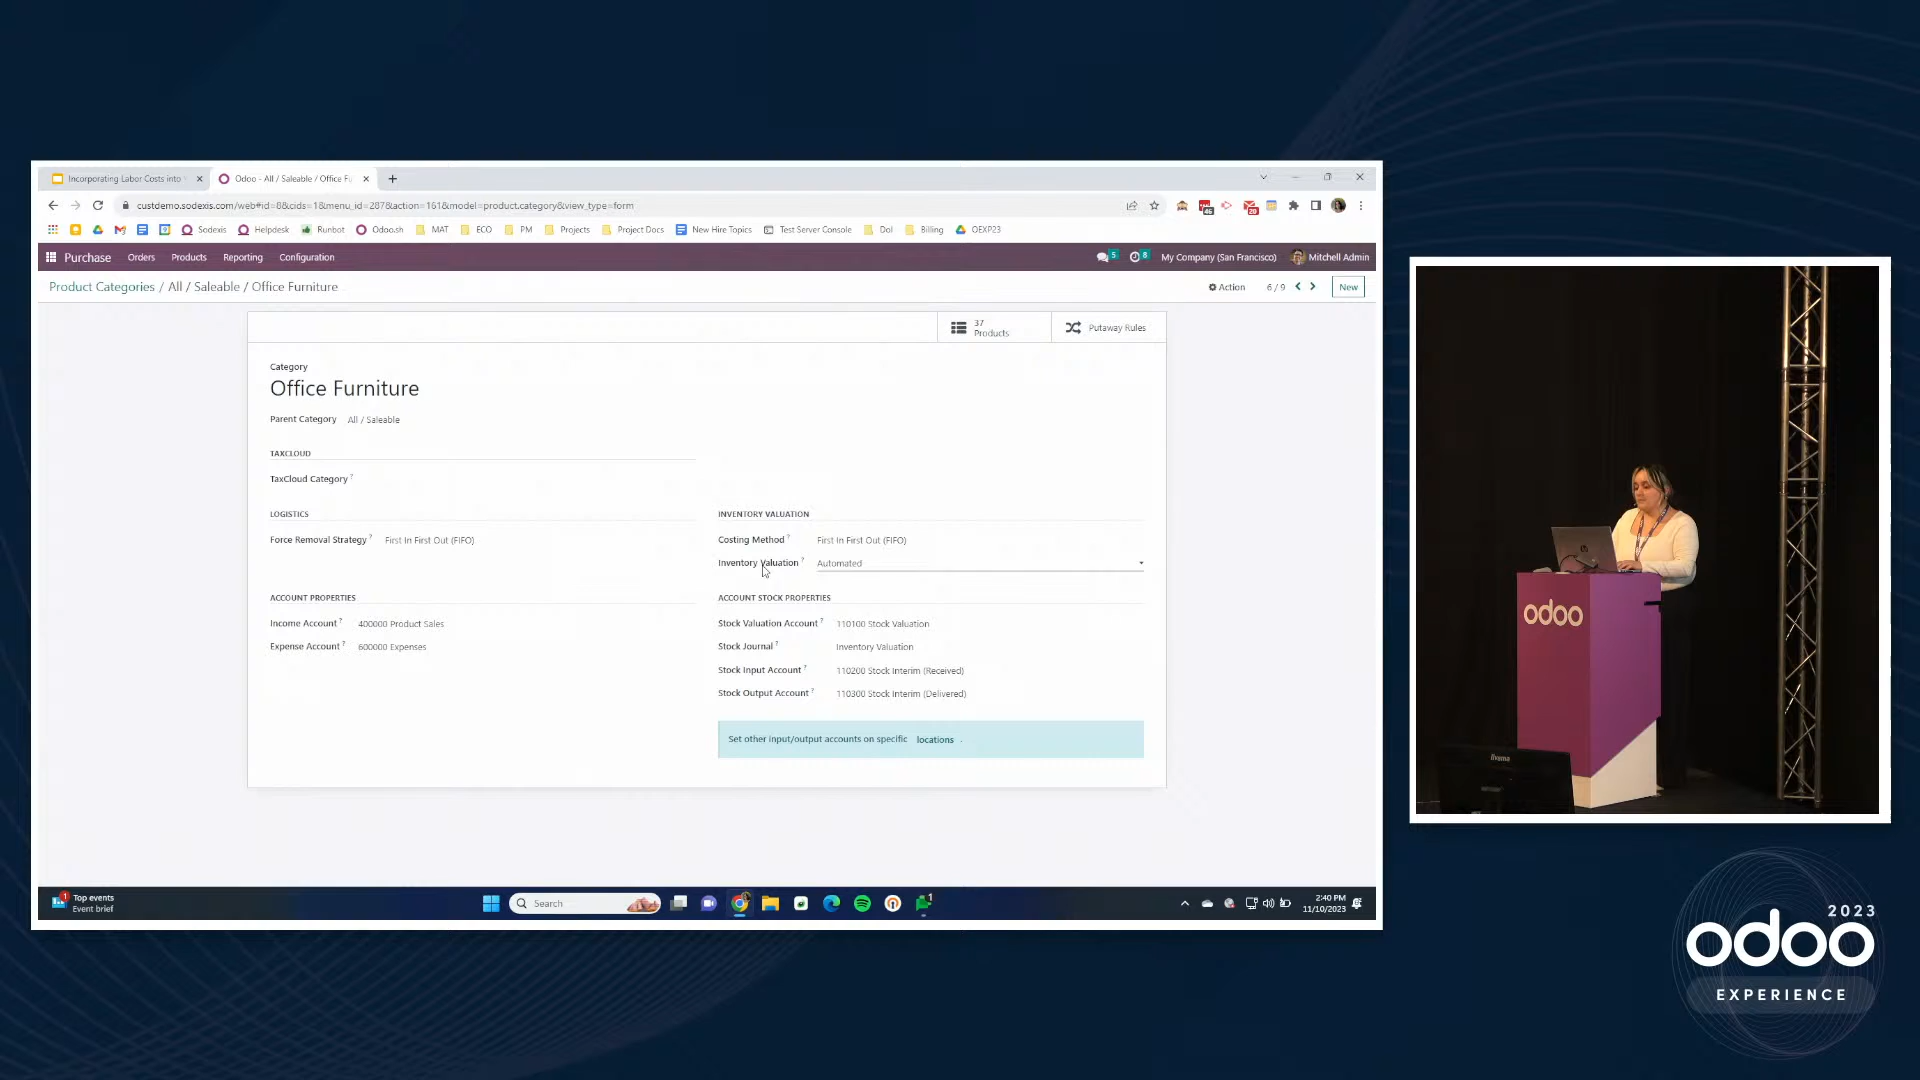 Incorporating Labor Costs into
Odoo - All / Saleable / Office Fu
custdemo.sodexis.com/web#id=8&cids=1&menu_id=287&action=161&model=product.category&view_type=form
Sodexis Helpdesk Runbot Odoo.sh MAT ECO PM Projects Project Docs New Hire Topics Test Server Console DoI Billing OEXP23
Purchase Orders Products Reporting Configuration 5 8 My Company (San Francisco) Mitchell Admin
Product Categories / All / Saleable / Office Furniture Action 6 / 9 New
37
Products
Putaway Rules
Category
Office Furniture
Parent Category All / Saleable
TAXCLOUD
TaxCloud Category ?
LOGISTICS
Force Removal Strategy ? First In First Out (FIFO)
INVENTORY VALUATION
Costing Method ? First In First Out (FIFO)
Inventory Valuation ? Automated
ACCOUNT PROPERTIES
Income Account ? 400000 Product Sales
Expense Account ? 600000 Expenses
ACCOUNT STOCK PROPERTIES
Stock Valuation Account ? 110100 Stock Valuation
Stock Journal ? Inventory Valuation
Stock Input Account ? 110200 Stock Interim (Received)
Stock Output Account ? 110300 Stock Interim (Delivered)
Set other input/output accounts on specific locations .
1
Top events
Event brief
Search
1
2:40 PM
11/10/2023
odoo
hp
iiyama
2023
odoo
EXPERIENCE